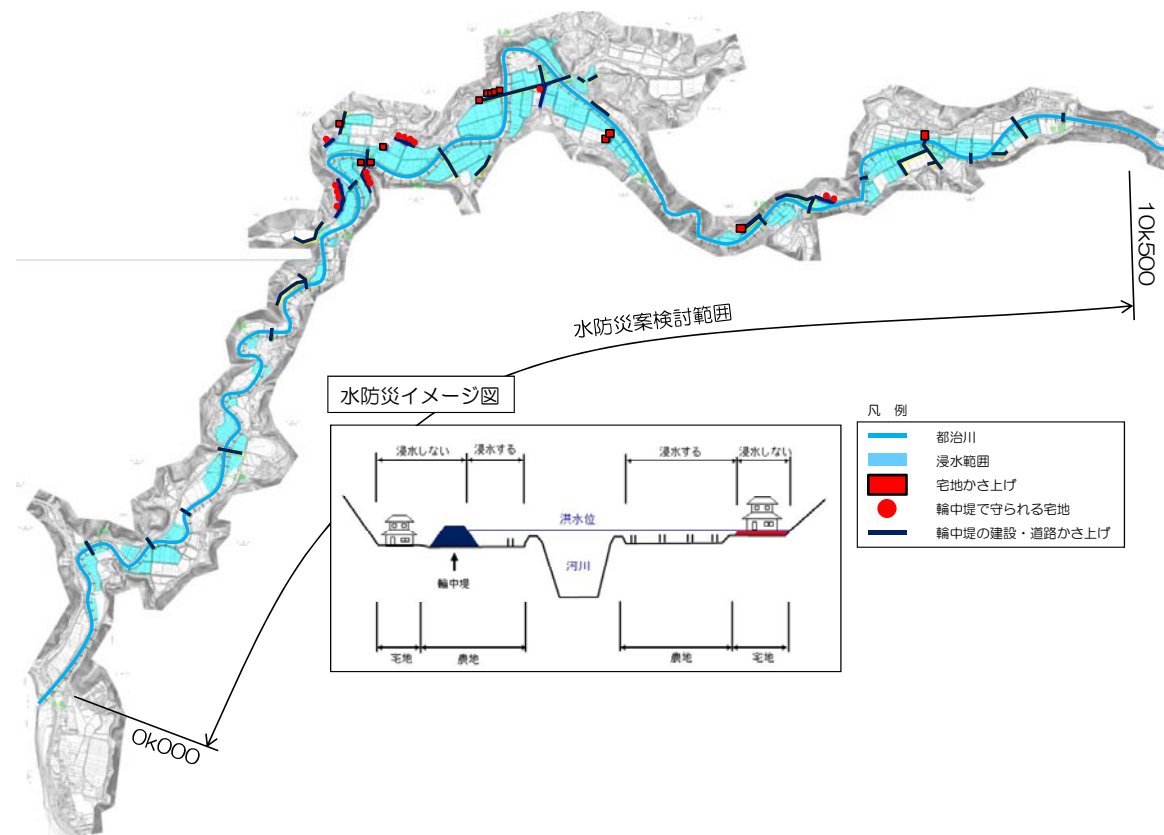 10k500
水防災案検討範囲
水防災イメージ図
浸水しない
浸水する
浸水する
浸水しない
洪水位
河川
輪中堤
宅地
農地
農地
宅地
凡 例
都治川
浸水範囲
宅地かさ上げ
輪中堤で守られる宅地
輪中堤の建設・道路かさ上げ
0k000